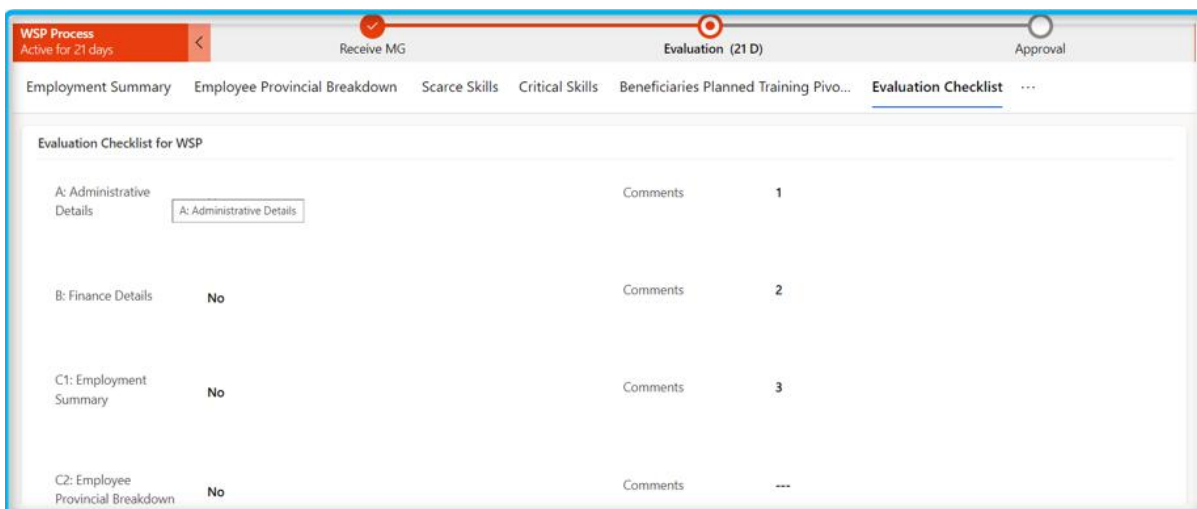 WSP Process
Active for 21 days
Receive MG
Evaluation (21 D)
Approval
Employment Summary Employee Provincial Breakdown Scarce Skills Critical Skills Beneficiaries Planned Training Pivo... Evaluation Checklist ...
Evaluation Checklist for WSP
A: Administrative
Details
A: Administrative Details
Comments 1
B: Finance Details No Comments 2
C1: Employment
Summary
No
Comments 3
C2: Employee
Provincial Breakdown
No
Comments ---